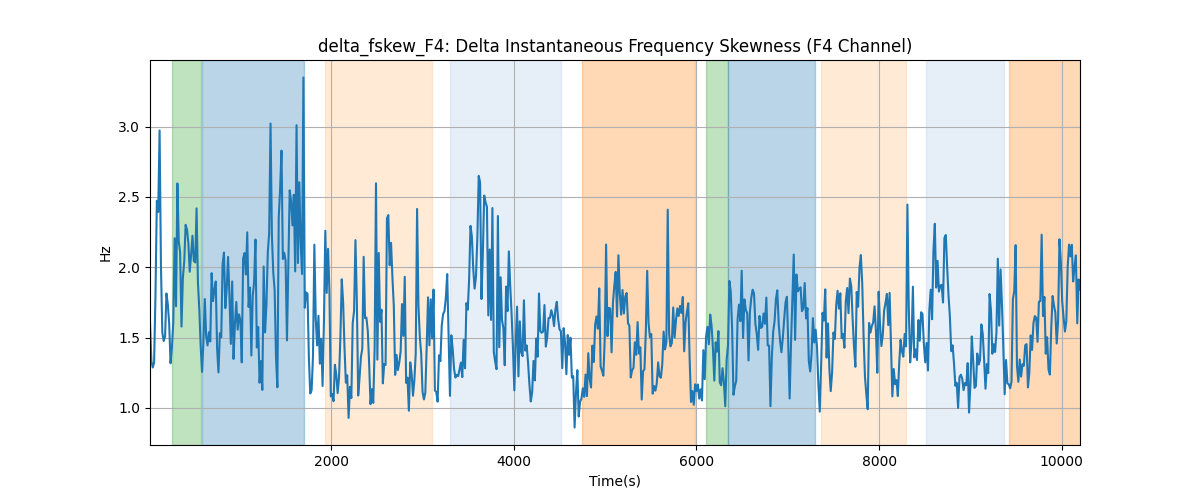 delta_fskew_F4: Delta Instantaneous Frequency Skewness (F4 Channel)
3.0
2.5
2.0
1.5
1.0
Hz
2000 4000 6000 8000 10000
Time(s)